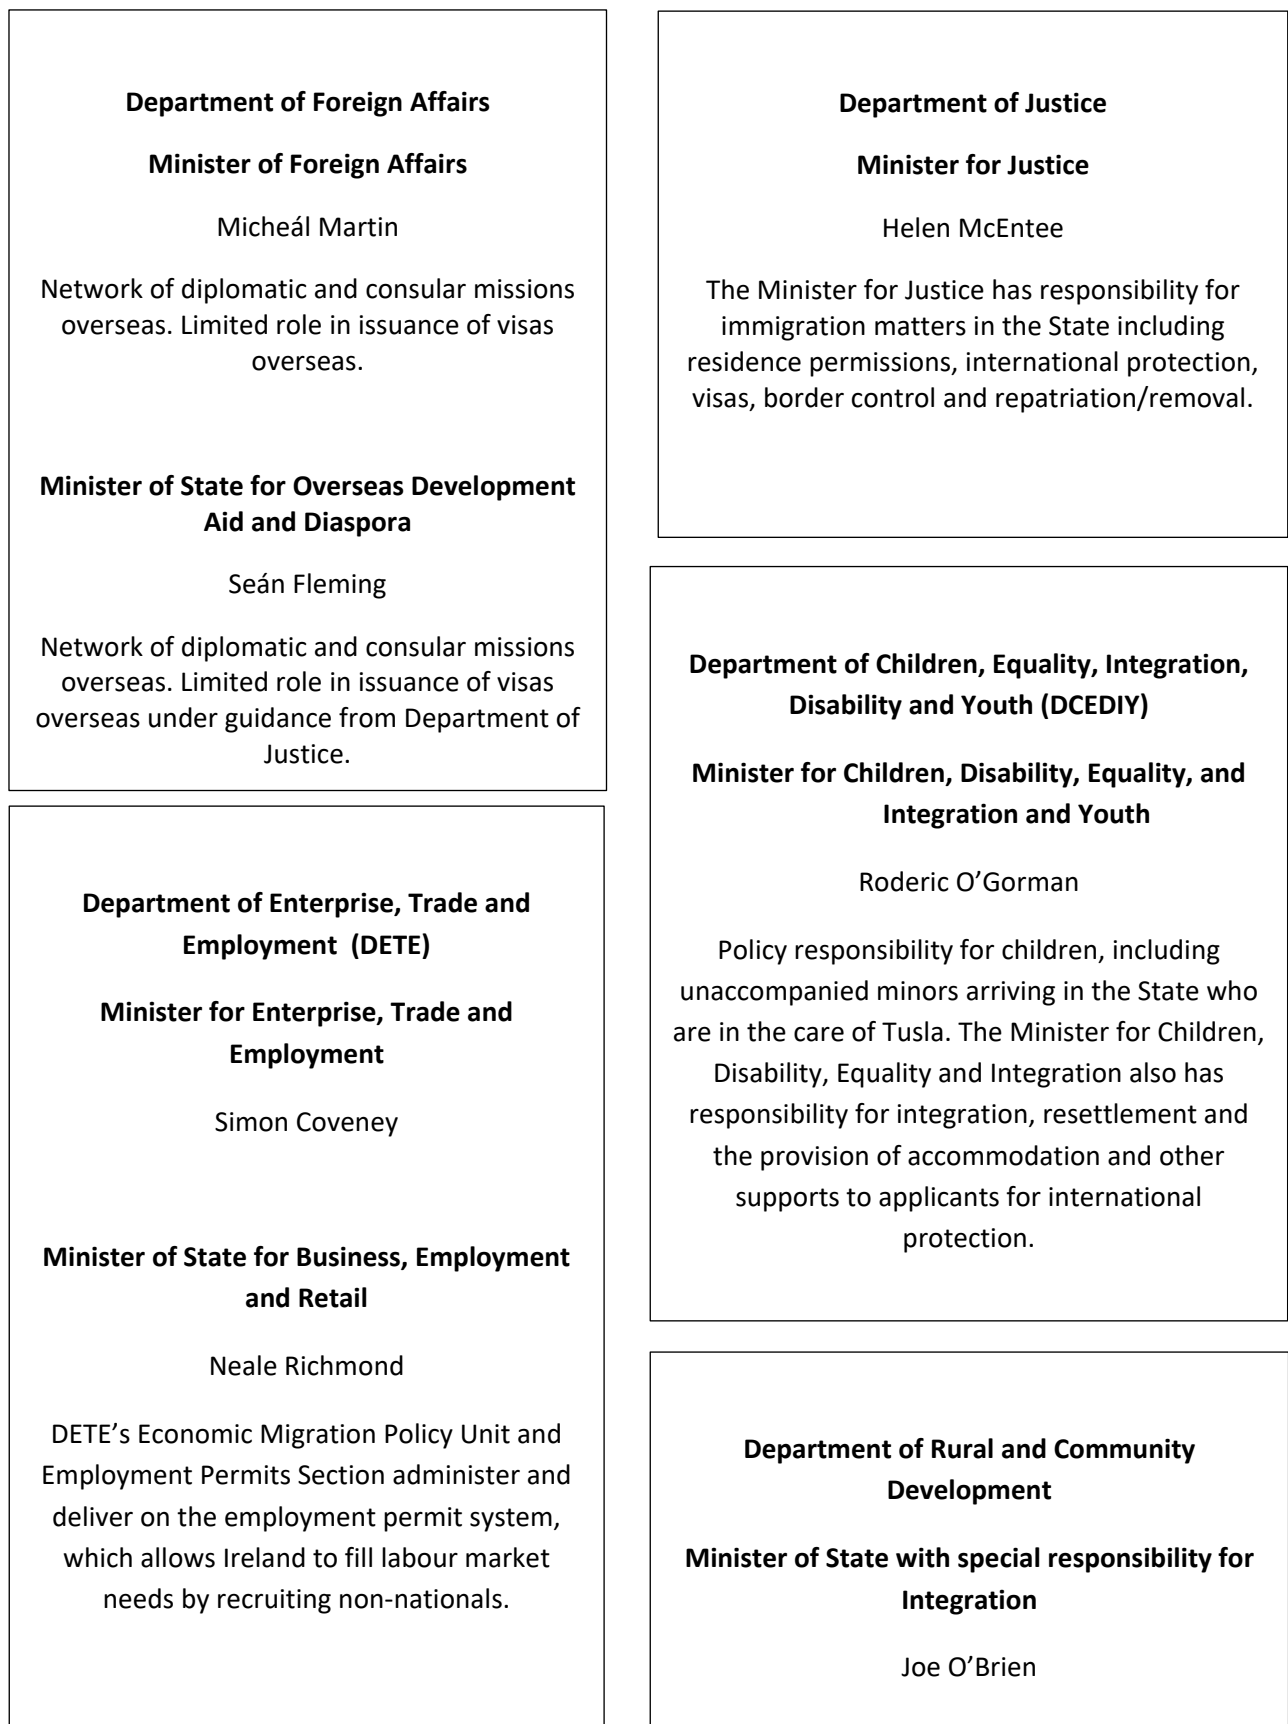 Department of Foreign Affairs
Minister of Foreign Affairs
Micheál Martin
Network of diplomatic and consular missions
overseas. Limited role in issuance of visas
overseas.
Minister of State for Overseas Development
Aid and Diaspora
Seán Fleming
Network of diplomatic and consular missions
overseas. Limited role in issuance of visas
overseas under guidance from Department of
Justice.
Department of Justice
Minister for Justice
Helen McEntee
The Minister for Justice has responsibility for
immigration matters in the State including
residence permissions, international protection,
visas, border control and repatriation/removal.
Department of Children, Equality, Integration,
Disability and Youth (DCEDIY)
Minister for Children, Disability, Equality, and
Integration and Youth
Roderic O’Gorman
Policy responsibility for children, including
unaccompanied minors arriving in the State who
are in the care of Tusla. The Minister for Children,
Disability, Equality and Integration also has
responsibility for integration, resettlement and
the provision of accommodation and other
supports to applicants for international
protection.
Department of Enterprise, Trade and
Employment  (DETE)
Minister for Enterprise, Trade and
Employment
Simon Coveney
Minister of State for Business, Employment
and Retail
Neale Richmond
DETE’s Economic Migration Policy Unit and
Employment Permits Section administer and
deliver on the employment permit system,
which allows Ireland to fill labour market
needs by recruiting non-nationals.
Department of Rural and Community
Development
Minister of State with special responsibility for
Integration
Joe O’Brien